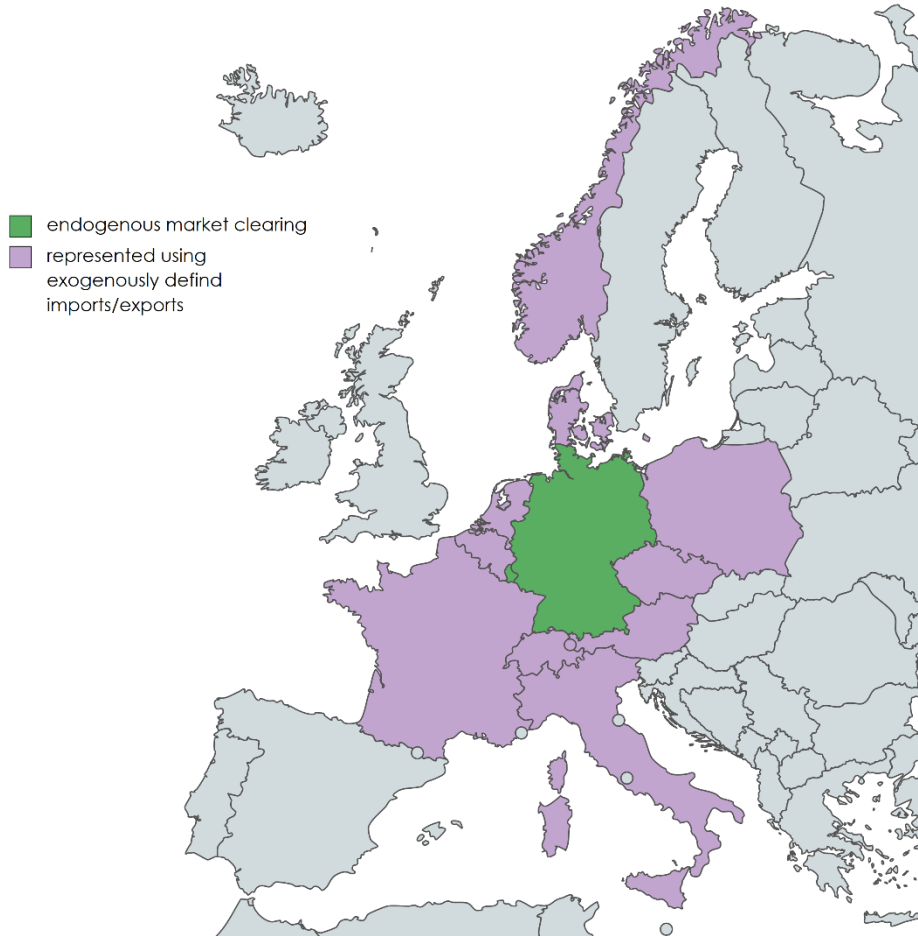 endogenous market clearing
represented using
exogenously defind
imports/exports